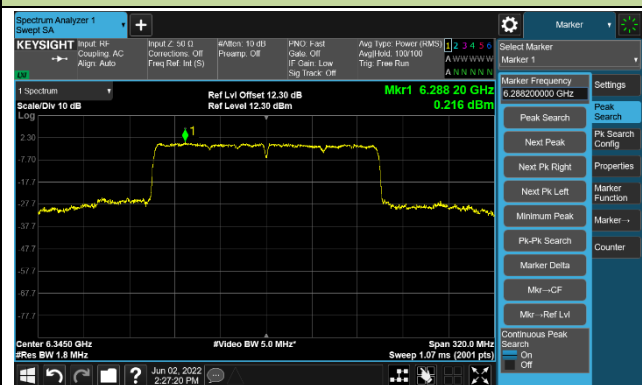 Spectrum Analyzer 1
Swept SA
Marker
KEYSIGHT
Input: RF
Coupling: AC
Align: Auto
Input Z: 50 Ω
Corrections: Off
Freq Ref: Int (S)
#Atten: 10 dB
Preamp: Off
PNO: Fast
Gate: Off
IF Gain: Low
Sig Track: Off
Avg Type: Power (RMS)
Avg|Hold: 100/100
Trig: Free Run
1 2 3 4 5 6
A W W W W W
A N N N N N
LM
Select Marker
Marker 1
1 Spectrum
Scale/Div 10 dB
Log
Ref Lvl Offset 12.30 dB
Ref Level 12.30 dBm
Mkr1 6.288 20 GHz
0.216 dBm
1
2.30
-7.70
-17.7
-27.7
-37.7
-47.7
-57.7
-67.7
-77.7
Center 6.3450 GHz
#Res BW 1.8 MHz
#Video BW 5.0 MHz*
Span 320.0 MHz
Sweep 1.07 ms (2001 pts)
Marker Frequency
6.288200000 GHz
Peak Search
Next Peak
Next Pk Right
Next Pk Left
Minimum Peak
Pk-Pk Search
Marker Delta
Mkr→CF
Mkr→Ref Lvl
Continuous Peak
Search
On
Off
Settings
Peak
Search
Pk Search
Config
Properties
Marker
Function
Marker→
Counter
Jun 02, 2022
2:27:20 PM